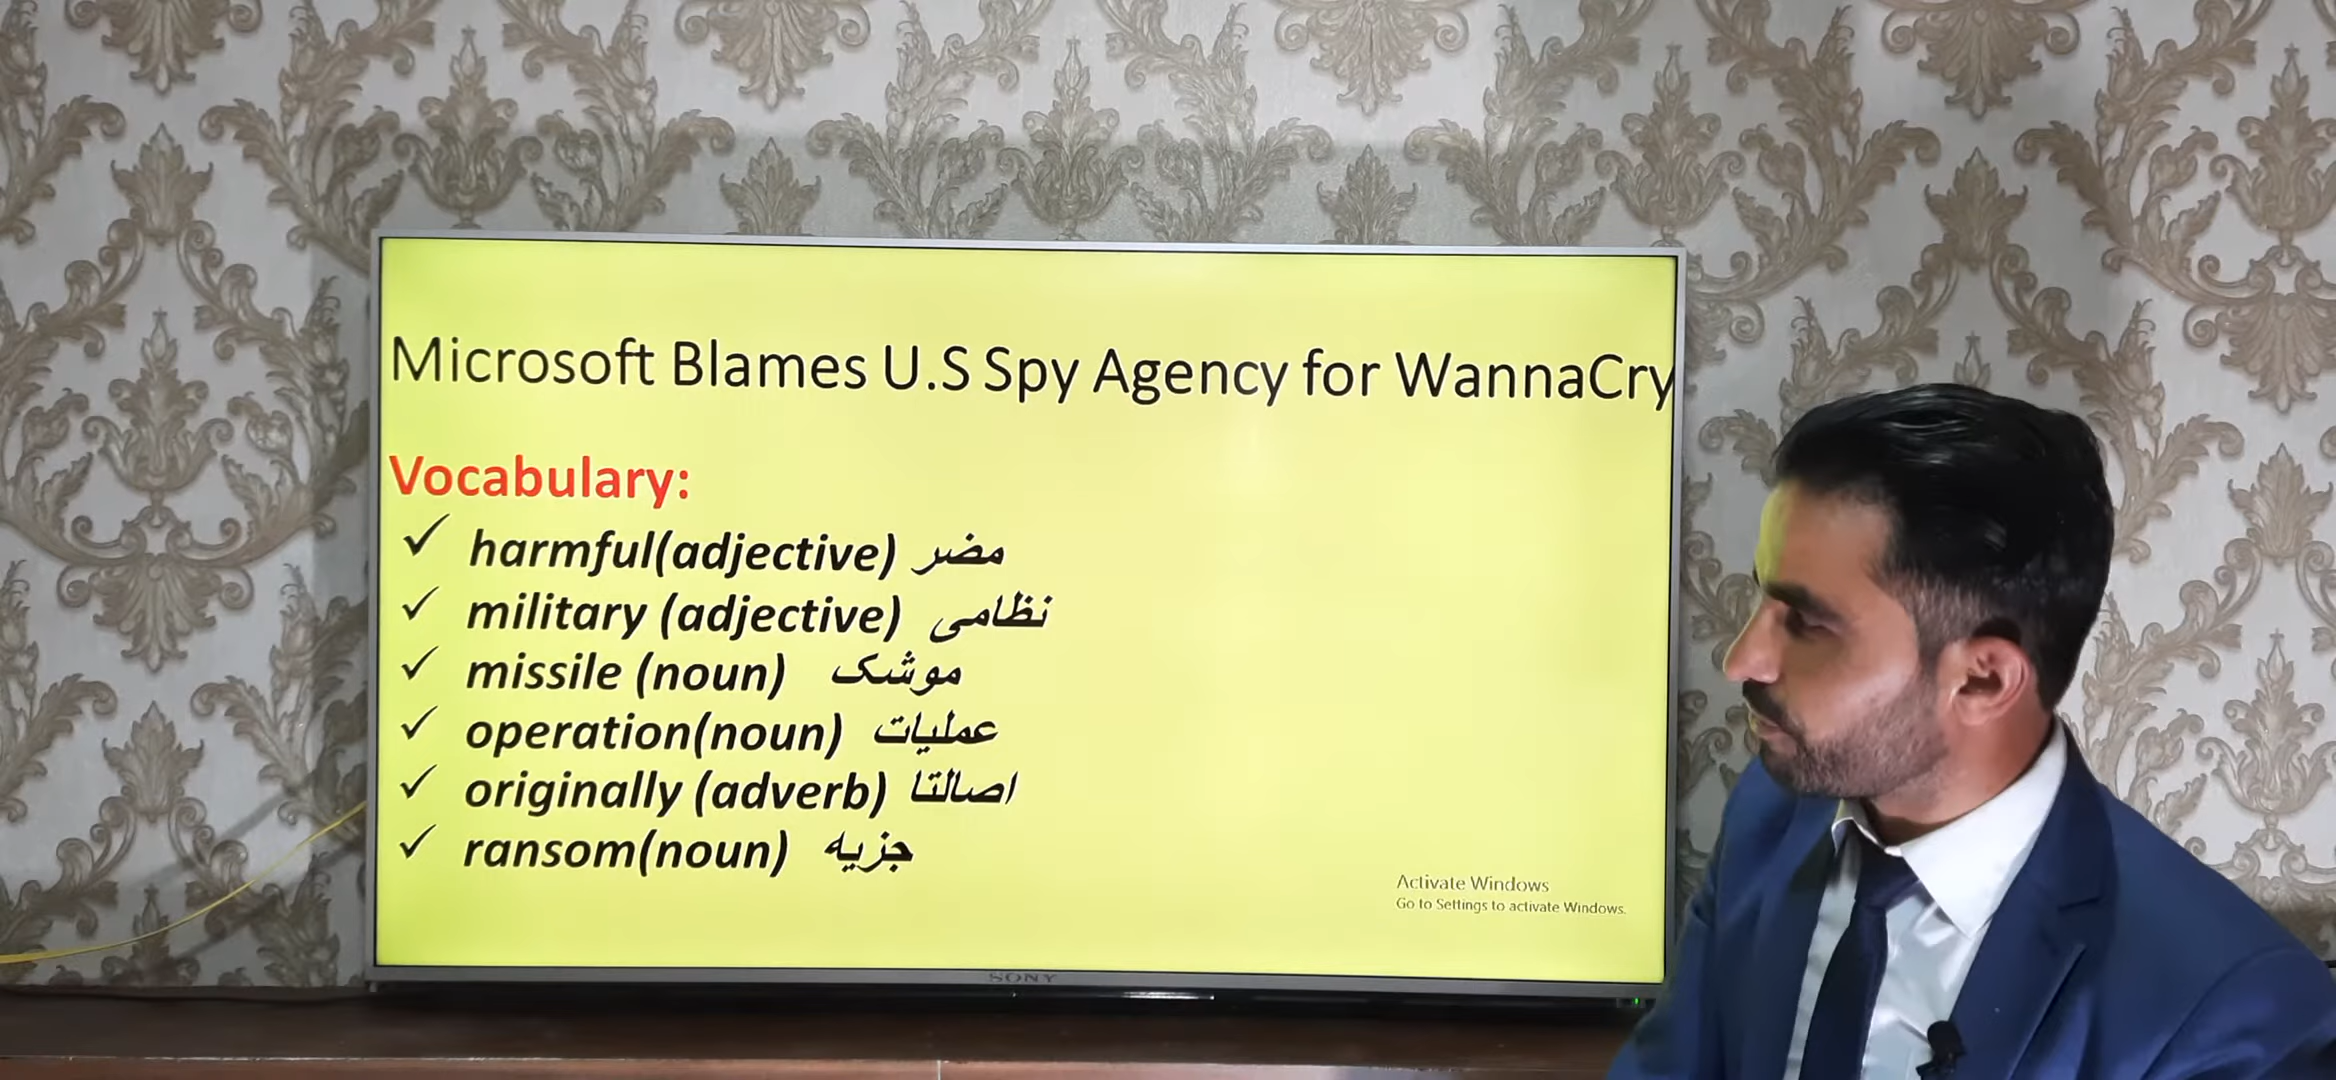 Microsoft Blames U.S Spy Agency for WannaCry
Vocabulary:
✓ harmful(adjective) مضر
✓ military (adjective) نظامی
✓ missile (noun) موشک
✓ operation(noun) عملیات
✓ originally (adverb) اصالتا
✓ ransom(noun) جزیه
Activate Windows
Go to Settings to activate Windows.
SONY